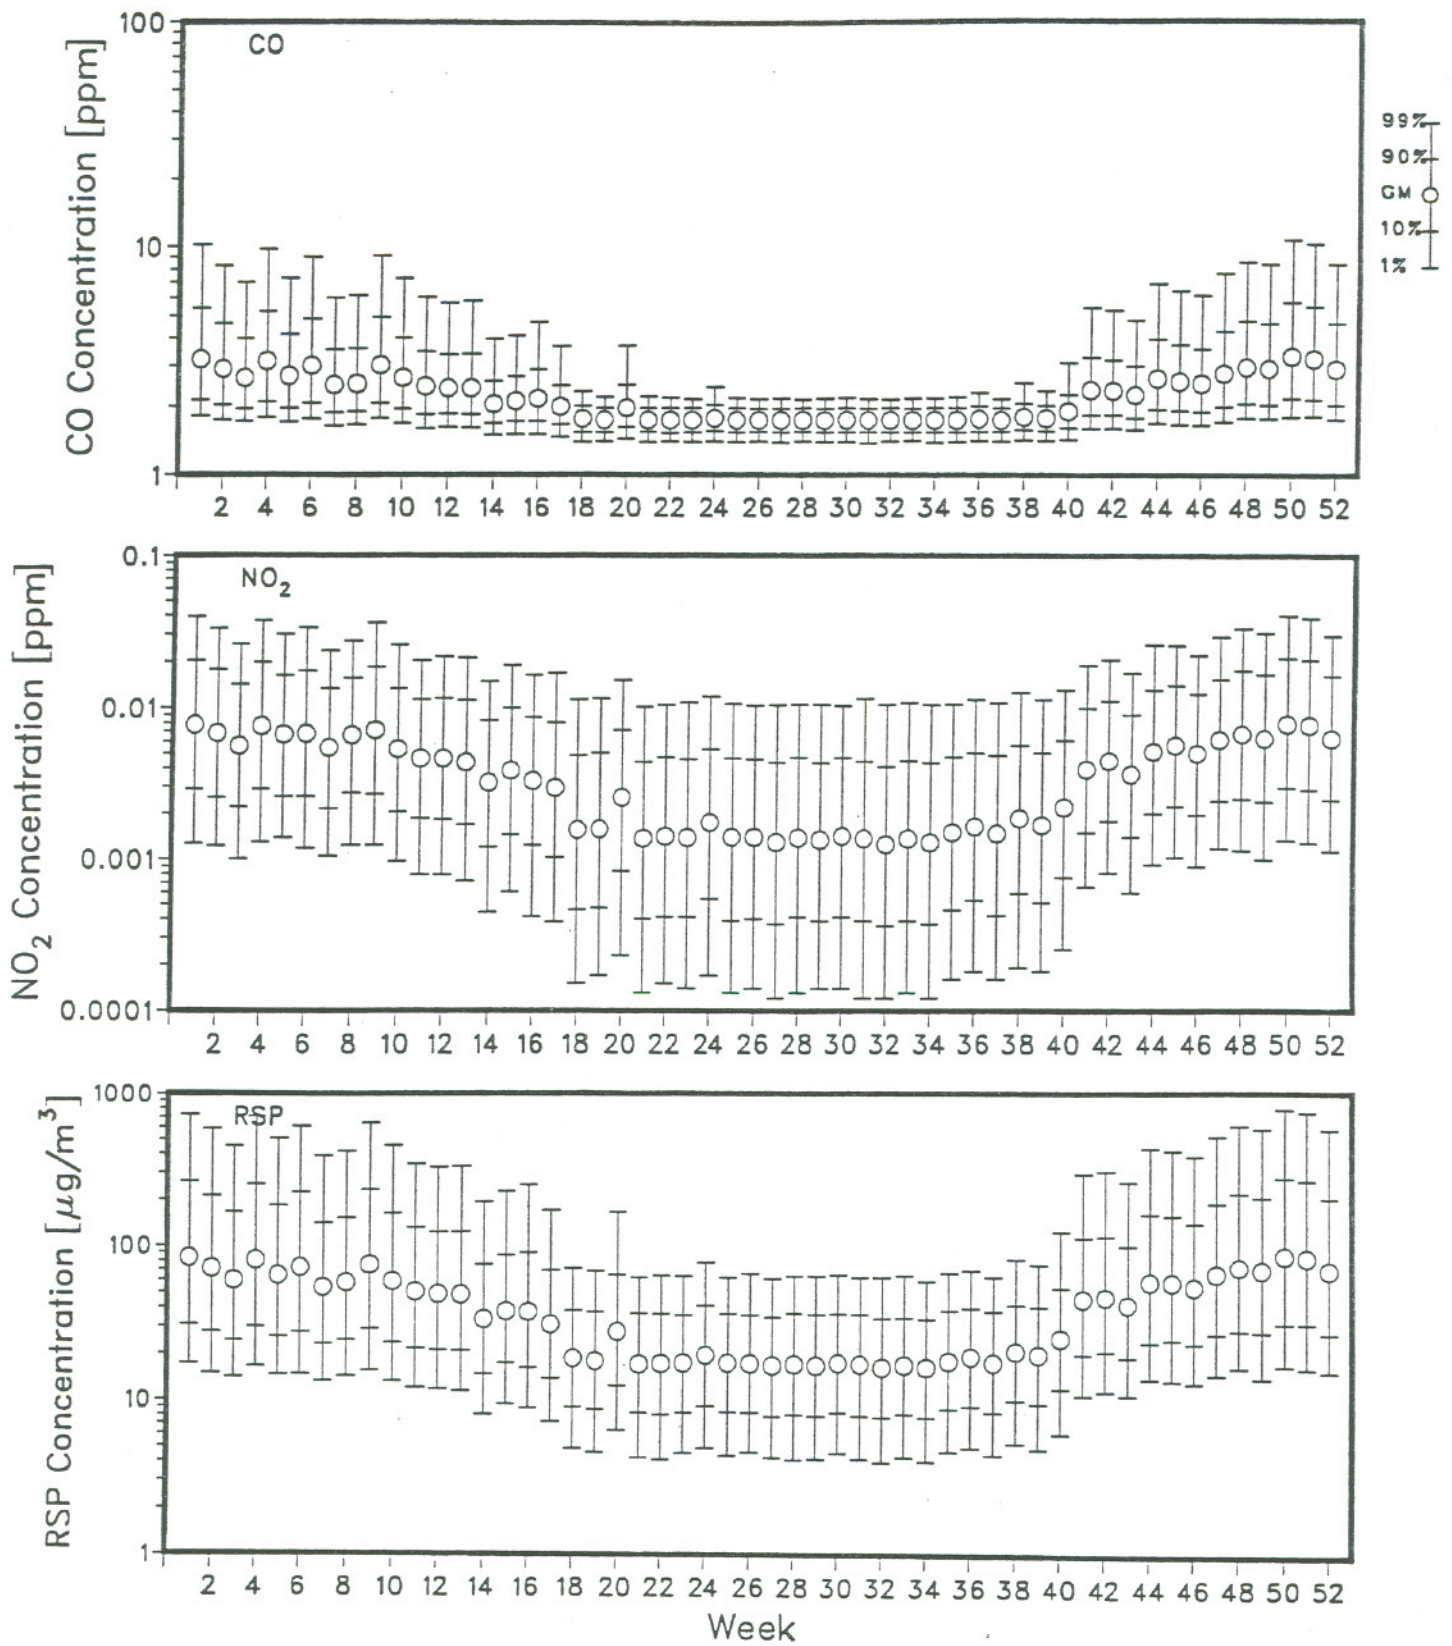 CO Concentration [ppm]
CO
100
10
1
99%
90%
GM
10%
1%
2 4 6 8 10 12 14 16 18 20 22 24 26 28 30 32 34 36 38 40 42 44 46 48 50 52
NO₂ Concentration [ppm]
NO₂
0.1
0.01
0.001
0.0001
2 4 6 8 10 12 14 16 18 20 22 24 26 28 30 32 34 36 38 40 42 44 46 48 50 52
RSP Concentration [μg/m³]
RSP
1000
100
10
1
2 4 6 8 10 12 14 16 18 20 22 24 26 28 30 32 34 36 38 40 42 44 46 48 50 52
Week